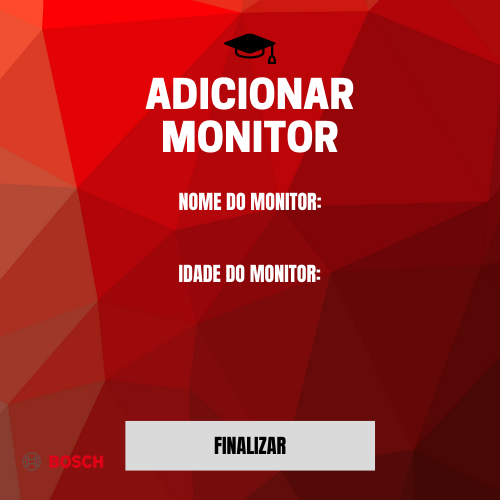 ADICIONAR
MONITOR
NOME DO MONITOR:
IDADE DO MONITOR:
FINALIZAR
BOSCH